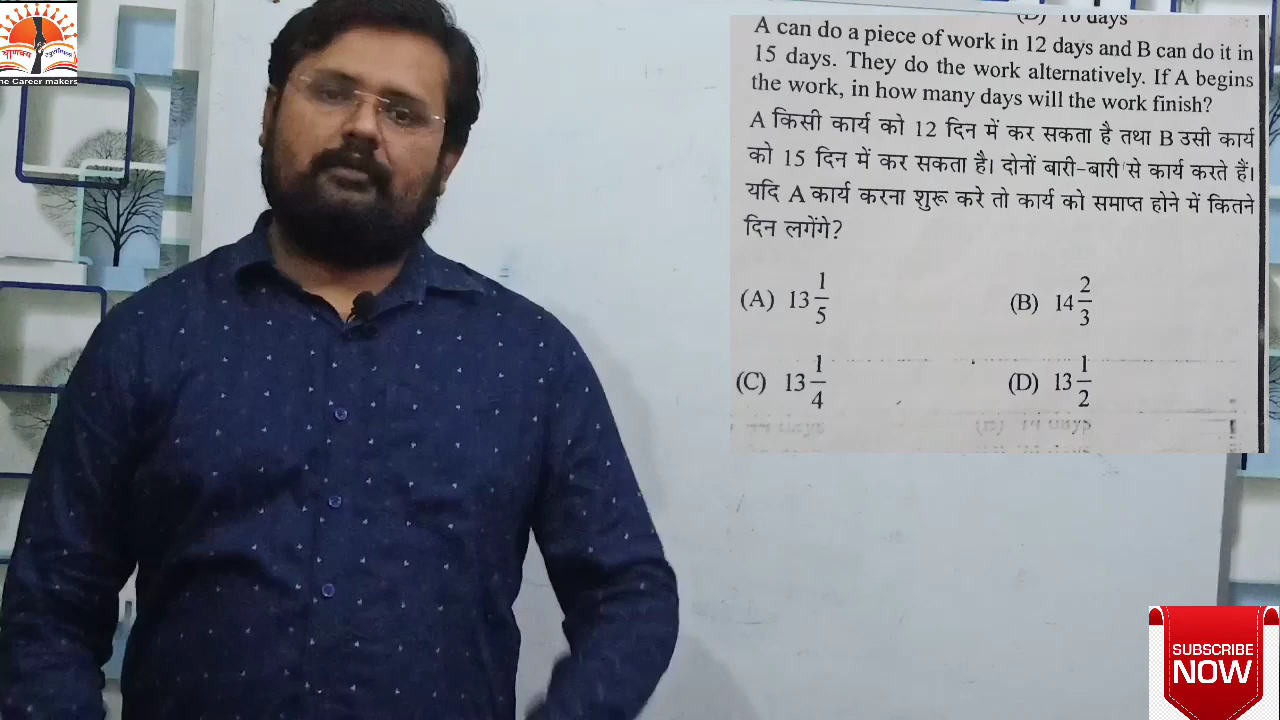 चाणक्य
The Career makers
(D) 10 days
A can do a piece of work in 12 days and B can do it in
15 days. They do the work alternatively. If A begins
the work, in how many days will the work finish?
A किसी कार्य को 12 दिन में कर सकता है तथा B उसी कार्य
को 15 दिन में कर सकता है। दोनों बारी-बारी से कार्य करते हैं।
यदि A कार्य करना शुरू करे तो कार्य को समाप्त होने में कितने
दिन लगेंगे?
(A) 13 1/5 (B) 14 2/3
(C) 13 1/4 (D) 13 1/2
SUBSCRIBE
NOW